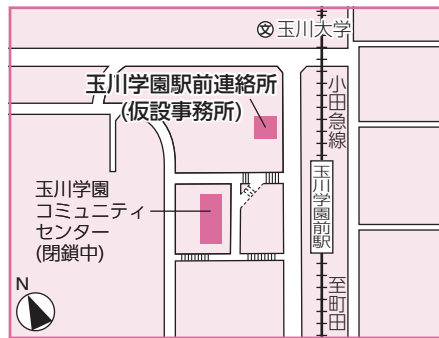 文玉川大学
玉川学園駅前連絡所
(仮設事務所)
小田急線
玉川学園前駅
玉川学園
コミュニティ
センター
(閉鎖中)
至町田
N